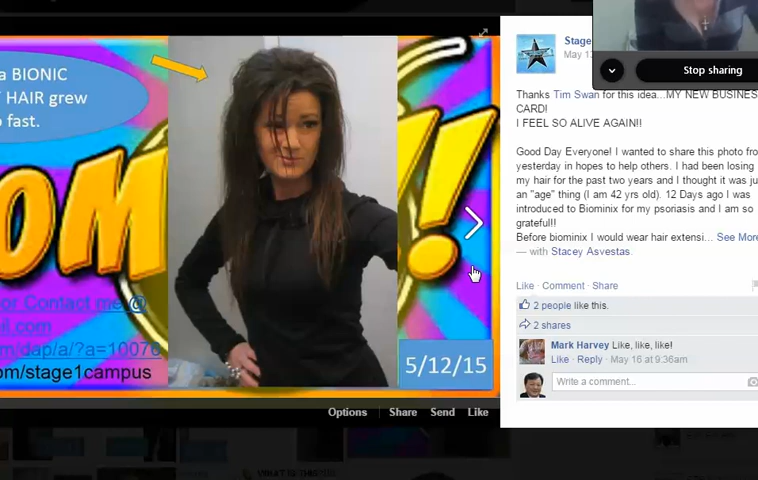 a BIONIC
HAIR grew
fast.
OM
!!
or Contact me @
il.com
m/dap/a/?a=10076
om/stage1campus
5/12/15
Options Share Send Like
Stage
May 1
Stop sharing
Thanks Tim Swan for this idea...MY NEW BUSINES
CARD!
I FEEL SO ALIVE AGAIN!!
Good Day Everyone! I wanted to share this photo fro
yesterday in hopes to help others. I had been losing
my hair for the past two years and I thought it was ju
an "age" thing (I am 42 yrs old). 12 Days ago I was
introduced to Biominix for my psoriasis and I am so
grateful!!
Before biominix I would wear hair extensi... See More
— with Stacey Asvestas.
Like · Comment · Share
2 people like this.
2 shares
Mark Harvey Like, like, like!
Like · Reply · May 16 at 9:36am
Write a comment...